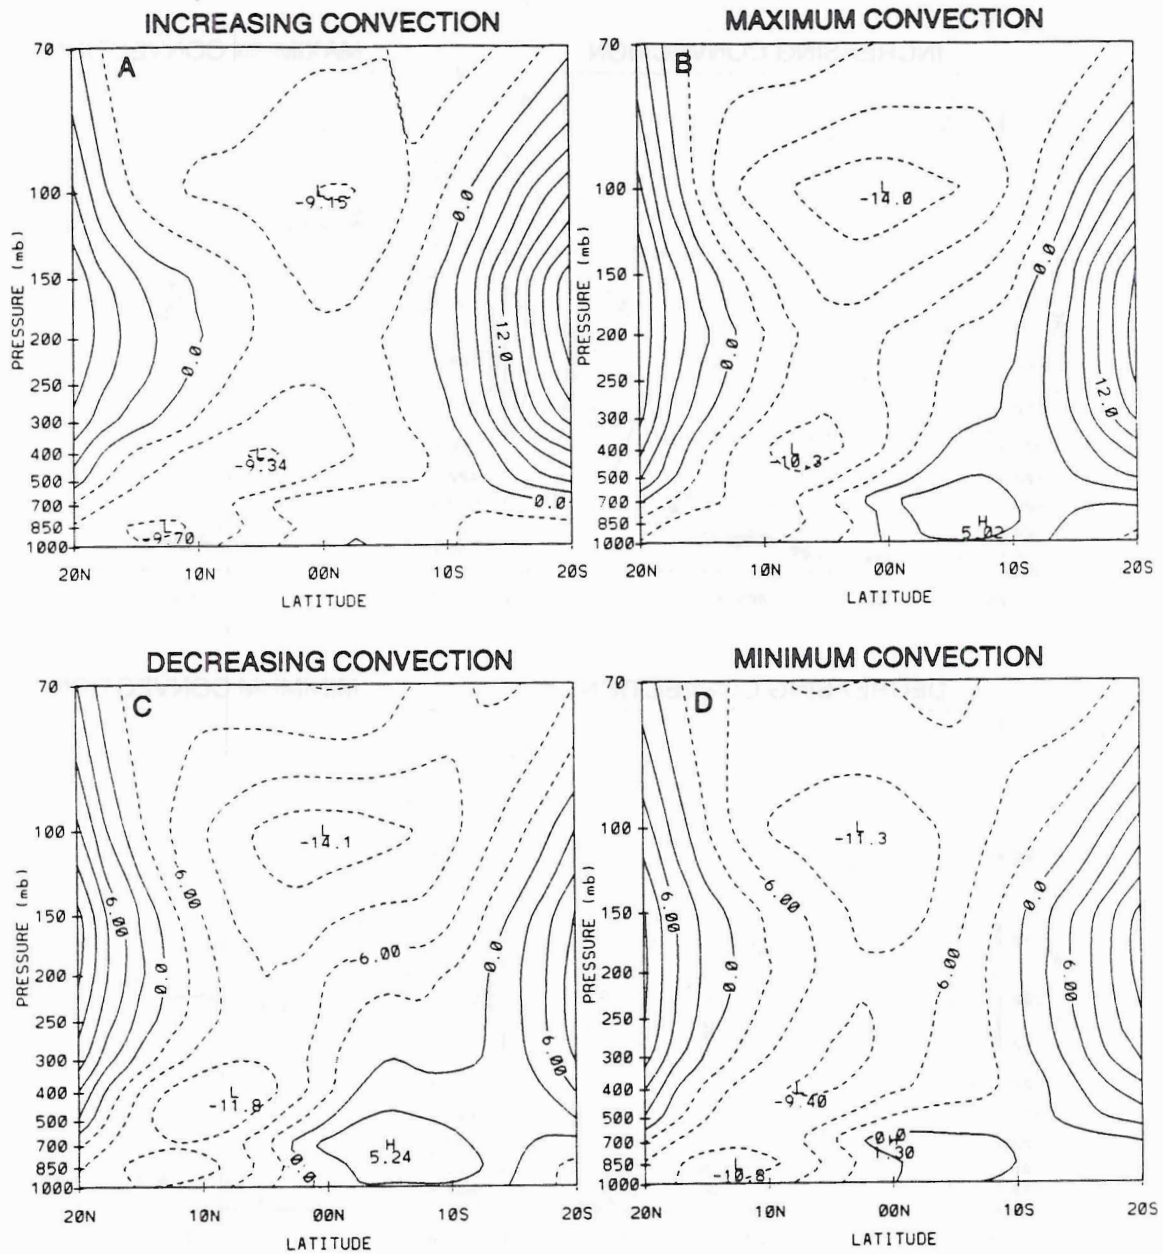 INCREASING CONVECTION
A
70
100
150
200
250
300
400
500
700
850
1000
PRESSURE (mb)
L
-9.15
0.0
0.0
12.0
L
-9.34
0.0
L
-9.70
20N 10N 00N 10S 20S
LATITUDE
MAXIMUM CONVECTION
B
70
100
150
200
250
300
400
500
700
850
1000
PRESSURE (mb)
L
-14.0
0.0
0.0
12.0
L
-10.3
H
5.02
20N 10N 00N 10S 20S
LATITUDE
DECREASING CONVECTION
C
70
100
150
200
250
300
400
500
700
850
1000
PRESSURE (mb)
L
-14.1
6.00
6.00
-6.00
0.0
0.0
6.00
L
-11.8
H
5.24
0.0
20N 10N 00N 10S 20S
LATITUDE
MINIMUM CONVECTION
D
70
100
150
200
250
300
400
500
700
850
1000
PRESSURE (mb)
L
-11.3
6.00
6.00
0.0
0.0
6.00
6.00
L
-9.40
0.0
H
1.30
L
-10.8
20N 10N 00N 10S 20S
LATITUDE